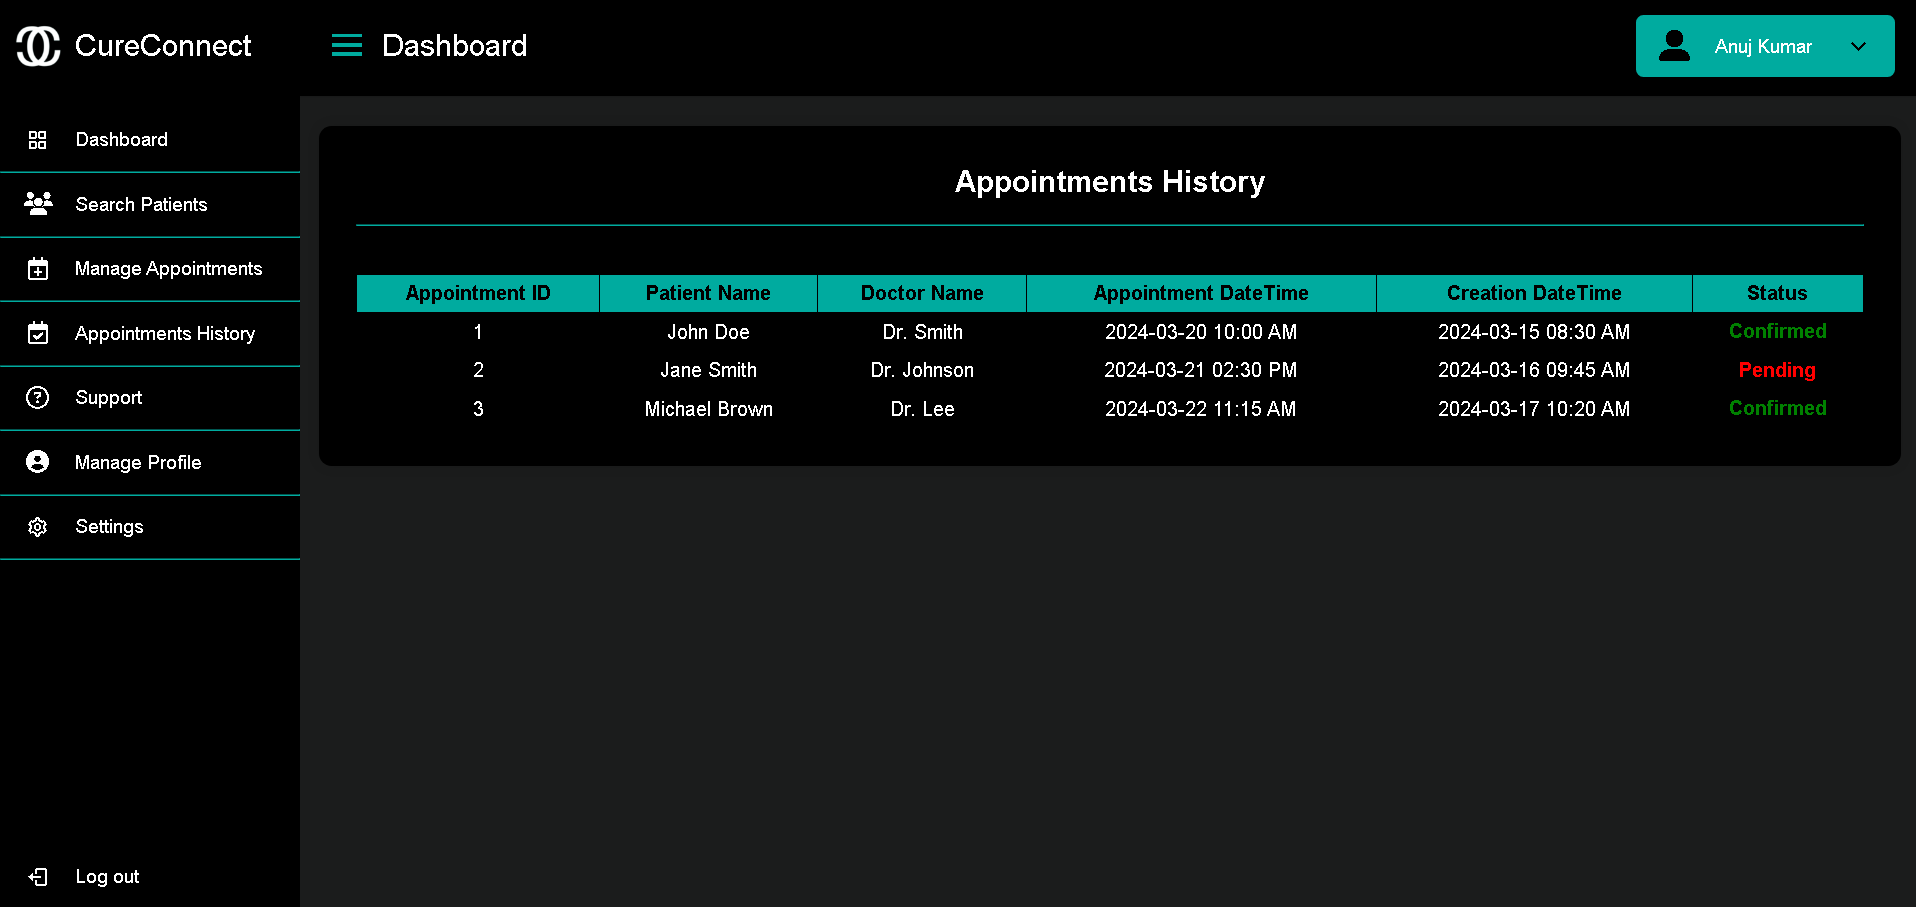 CureConnect
Dashboard
Anuj Kumar
Dashboard
Search Patients
Manage Appointments
Appointments History
Support
Manage Profile
Settings
Log out
Appointments History
Appointment ID Patient Name Doctor Name Appointment DateTime Creation DateTime Status
1 John Doe Dr. Smith 2024-03-20 10:00 AM 2024-03-15 08:30 AM Confirmed
2 Jane Smith Dr. Johnson 2024-03-21 02:30 PM 2024-03-16 09:45 AM Pending
3 Michael Brown Dr. Lee 2024-03-22 11:15 AM 2024-03-17 10:20 AM Confirmed